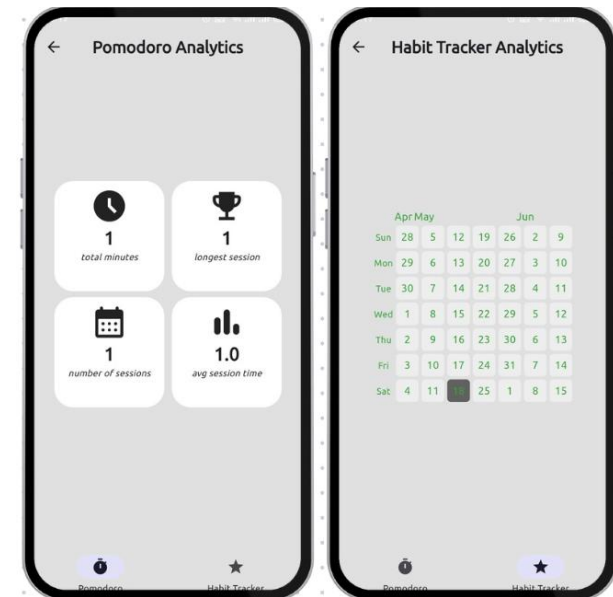 Pomodoro Analytics
1
total minutes
1
longest session
1
number of sessions
1.0
avg session time
Pomodoro
Habit Tracker
Habit Tracker Analytics
Apr May Jun
Sun 28 5 12 19 26 2 9
Mon 29 6 13 20 27 3 10
Tue 30 7 14 21 28 4 11
Wed 1 8 15 22 29 5 12
Thu 2 9 16 23 30 6 13
Fri 3 10 17 24 31 7 14
Sat 4 11 18 25 1 8 15
Pomodoro
Habit Tracker